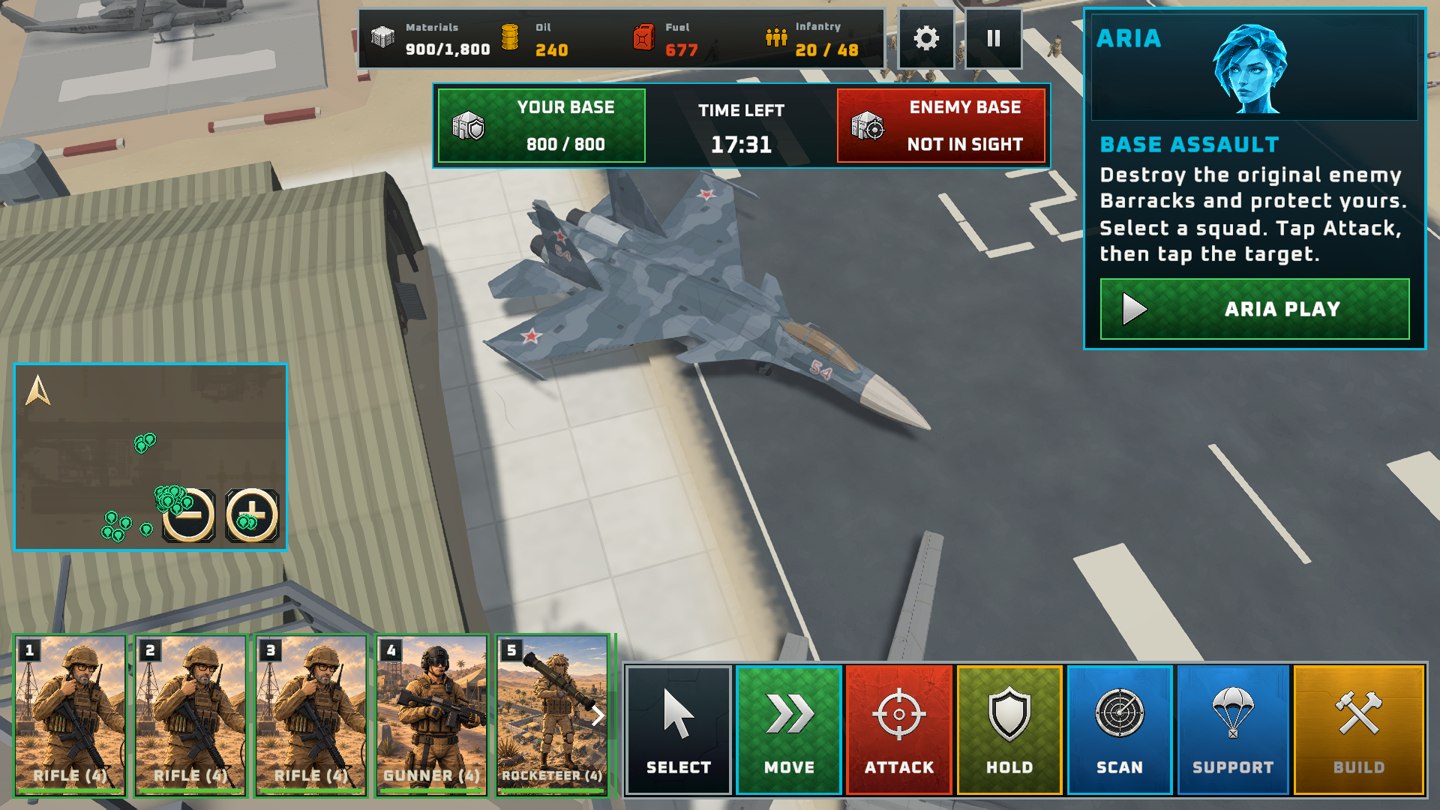 Materials
900/1,800
Oil
240
Fuel
677
Infantry
20 / 48
YOUR BASE
800 / 800
TIME LEFT
17:31
ENEMY BASE
NOT IN SIGHT
ARIA
BASE ASSAULT
Destroy the original enemy
Barracks and protect yours.
Select a squad. Tap Attack,
then tap the target.
ARIA PLAY
54
54
1
RIFLE (4)
2
RIFLE (4)
3
RIFLE (4)
4
GUNNER (4)
5
ROCKETEER (4)
SELECT
MOVE
ATTACK
HOLD
SCAN
SUPPORT
BUILD